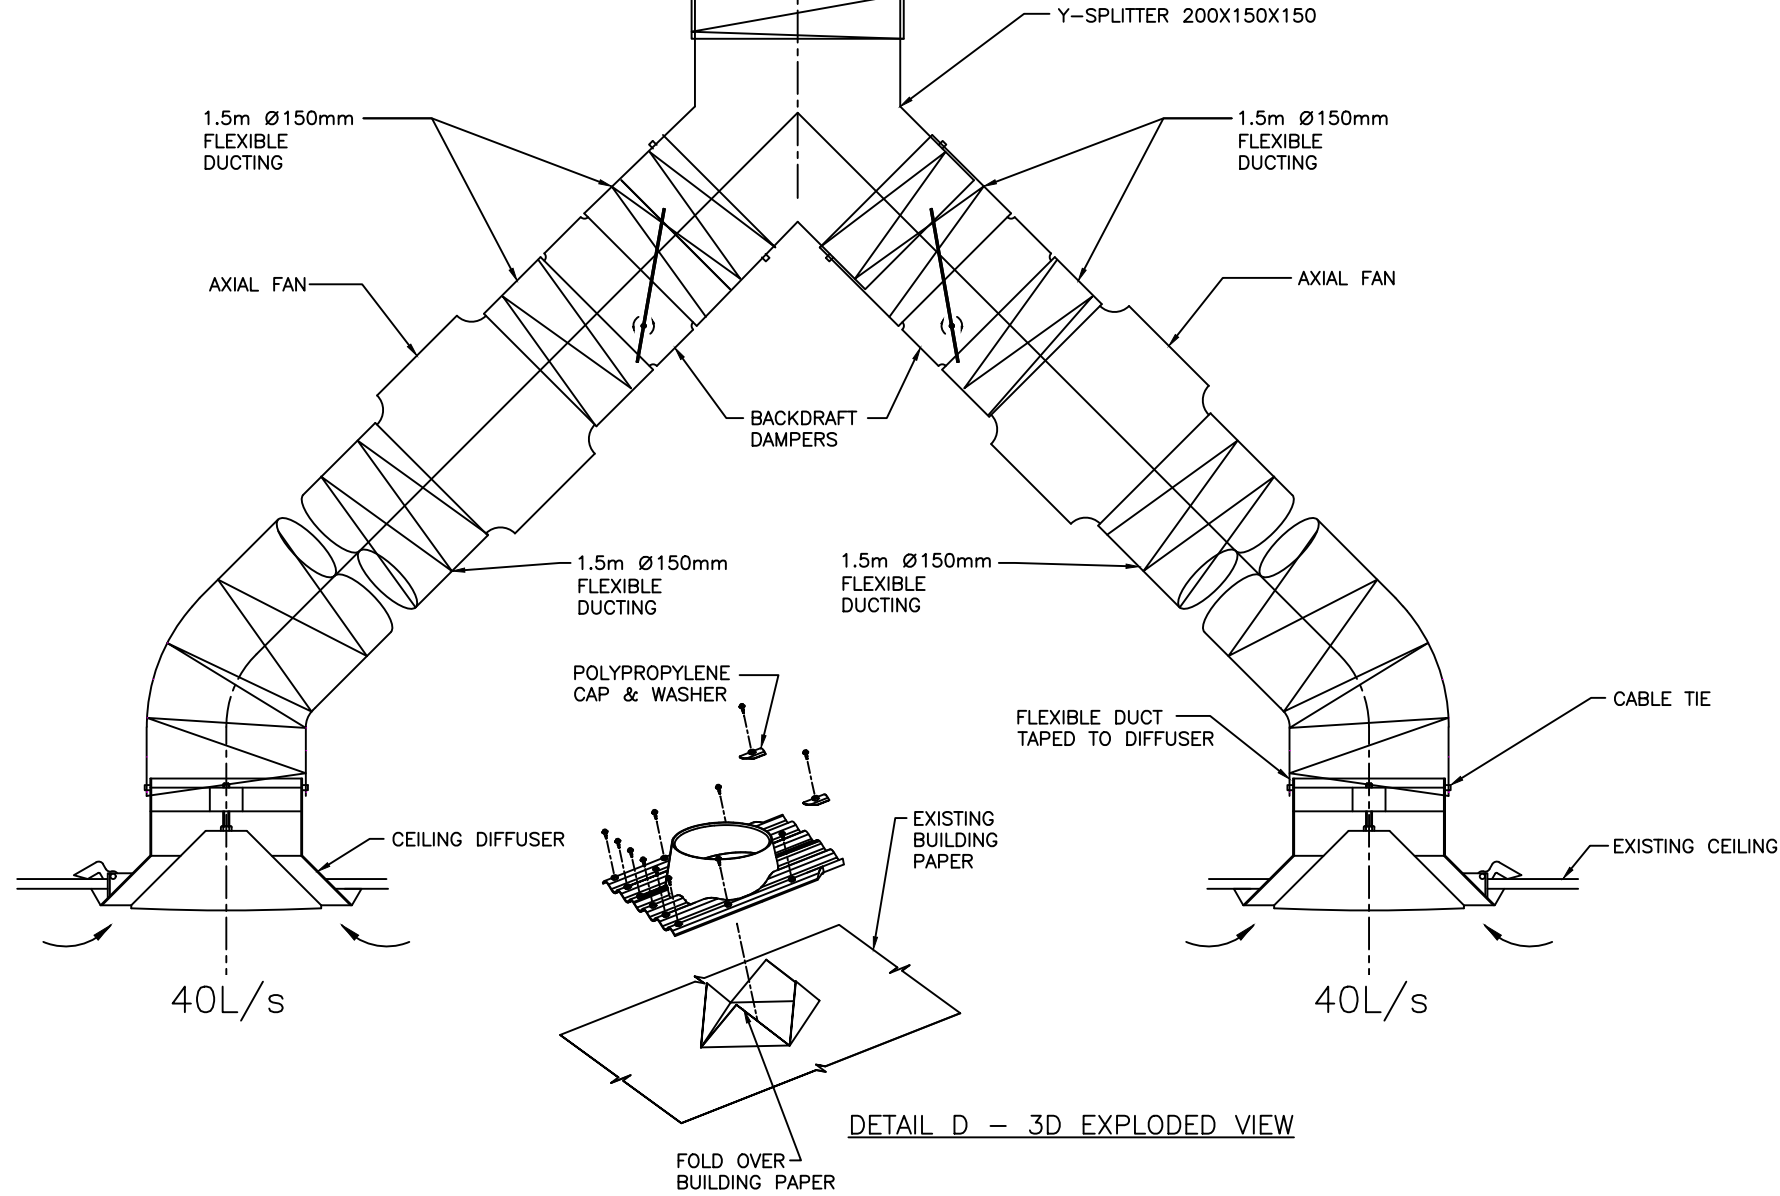 Y-SPLITTER 200X150X150
1.5m Ø150mm
FLEXIBLE
DUCTING
1.5m Ø150mm
FLEXIBLE
DUCTING
AXIAL FAN
AXIAL FAN
BACKDRAFT
DAMPERS
1.5m Ø150mm
FLEXIBLE
DUCTING
1.5m Ø150mm
FLEXIBLE
DUCTING
POLYPROPYLENE
CAP & WASHER
FLEXIBLE DUCT
TAPED TO DIFFUSER
CABLE TIE
CEILING DIFFUSER
EXISTING
BUILDING
PAPER
EXISTING CEILING
40L/s
40L/s
DETAIL D – 3D EXPLODED VIEW
FOLD OVER
BUILDING PAPER